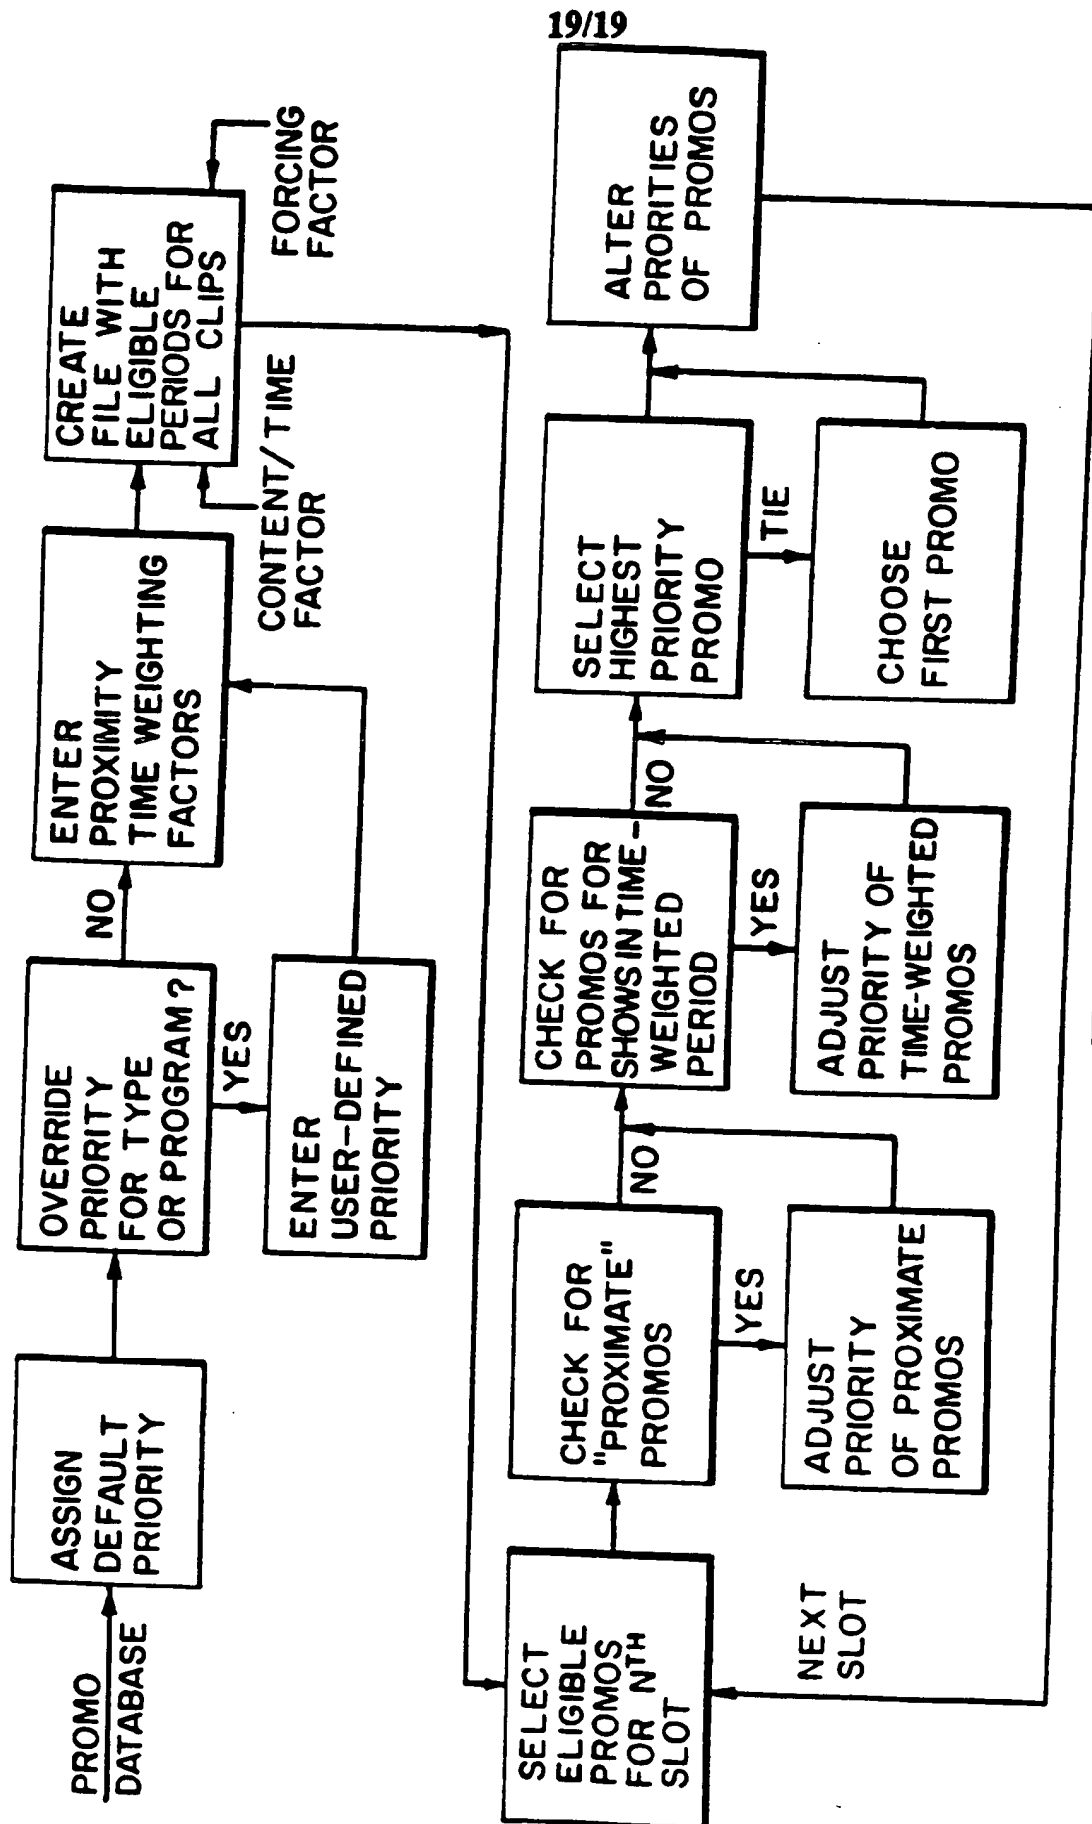 19/19
PROMO
DATABASE
ASSIGN
DEFAULT
PRIORITY
OVERRIDE
PRIORITY
FOR TYPE
OR PROGRAM?
NO
YES
ENTER
USER-DEFINED
PRIORITY
ENTER
PROXIMITY
TIME WEIGHTING
FACTORS
CREATE
FILE WITH
ELIGIBLE
PERIODS FOR
ALL CLIPS
CONTENT/TIME
FACTOR
FORCING
FACTOR
SELECT
ELIGIBLE
PROMOS
FOR NTH
SLOT
CHECK FOR
"PROXIMATE"
PROMOS
NO
YES
ADJUST
PRIORITY
OF PROXIMATE
PROMOS
CHECK FOR
PROMOS FOR
SHOWS IN TIME-
WEIGHTED
PERIOD
NO
YES
ADJUST
PRIORITY OF
TIME-WEIGHTED
PROMOS
SELECT
HIGHEST
PRIORITY
PROMO
TIE
CHOOSE
FIRST PROMO
ALTER
PRORITIES
OF PROMOS
NEXT
SLOT